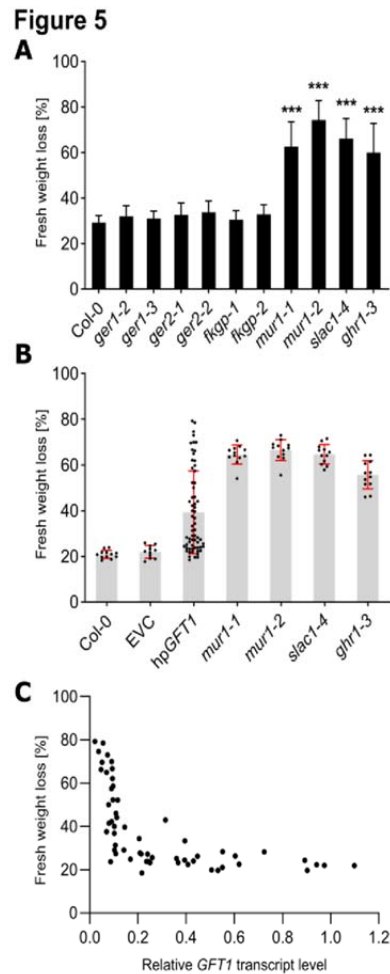 Figure 5
A
Fresh weight loss [%]
100
80
60
40
20
0
*** *** *** ***
Col-0 ger1-2 ger1-3 ger2-1 ger2-2 fkgp-1 fkgp-2 mur1-1 mur1-2 slac1-4 ghr1-3
B
Fresh weight loss [%]
100
80
60
40
20
0
Col-0 EVC hpGFT1 mur1-1 mur1-2 slac1-4 ghr1-3
C
Fresh weight loss [%]
100
80
60
40
20
0
0.0 0.2 0.4 0.6 0.8 1.0 1.2
Relative GFT1 transcript level